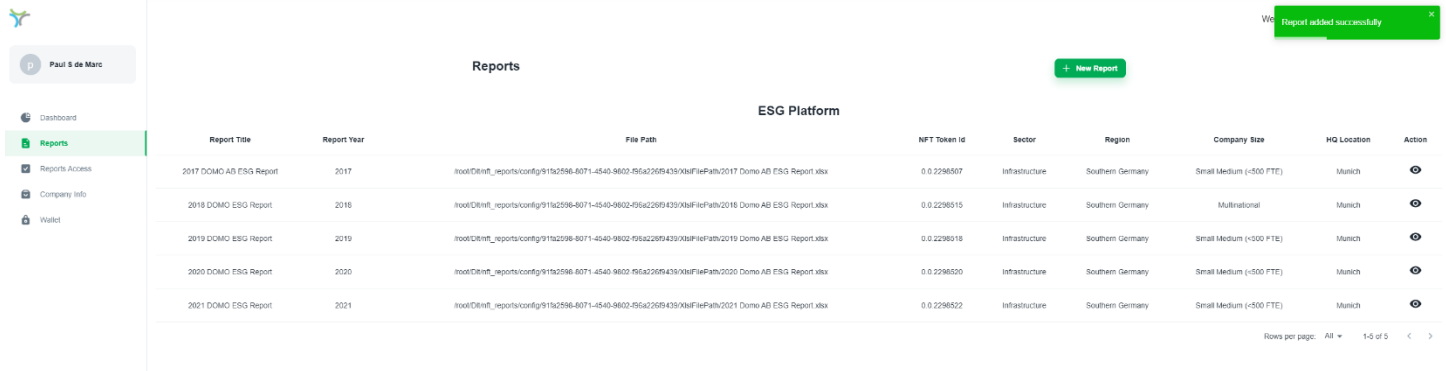 We
Report added successfully
×
p Paul S de Marc
Reports
+ New Report
Dashboard
Reports
Reports Access
Company Info
Wallet
ESG Platform
Report Title Report Year File Path NFT Token Id Sector Region Company Size HQ Location Action
2017 DOMO AB ESG Report 2017 /root/Dlt/nft_reports/config/91fa2598-8071-4540-9802-f96a226f9439/XlslFilePath/2017 Domo AB ESG Report.xlsx 0.0.2298507 Infrastructure Southern Germany Small Medium (<500 FTE) Munich
2018 DOMO ESG Report 2018 /root/Dlt/nft_reports/config/91fa2598-8071-4540-9802-f96a226f9439/XlslFilePath/2018 Domo AB ESG Report.xlsx 0.0.2298515 Infrastructure Southern Germany Multinational Munich
2019 DOMO ESG Report 2019 /root/Dlt/nft_reports/config/91fa2598-8071-4540-9802-f96a226f9439/XlslFilePath/2019 Domo AB ESG Report.xlsx 0.0.2298518 Infrastructure Southern Germany Small Medium (<500 FTE) Munich
2020 DOMO ESG Report 2020 /root/Dlt/nft_reports/config/91fa2598-8071-4540-9802-f96a226f9439/XlslFilePath/2020 Domo AB ESG Report.xlsx 0.0.2298520 Infrastructure Southern Germany Small Medium (<500 FTE) Munich
2021 DOMO ESG Report 2021 /root/Dlt/nft_reports/config/91fa2598-8071-4540-9802-f96a226f9439/XlslFilePath/2021 Domo AB ESG Report.xlsx 0.0.2298522 Infrastructure Southern Germany Small Medium (<500 FTE) Munich
Rows per page: All 1-5 of 5